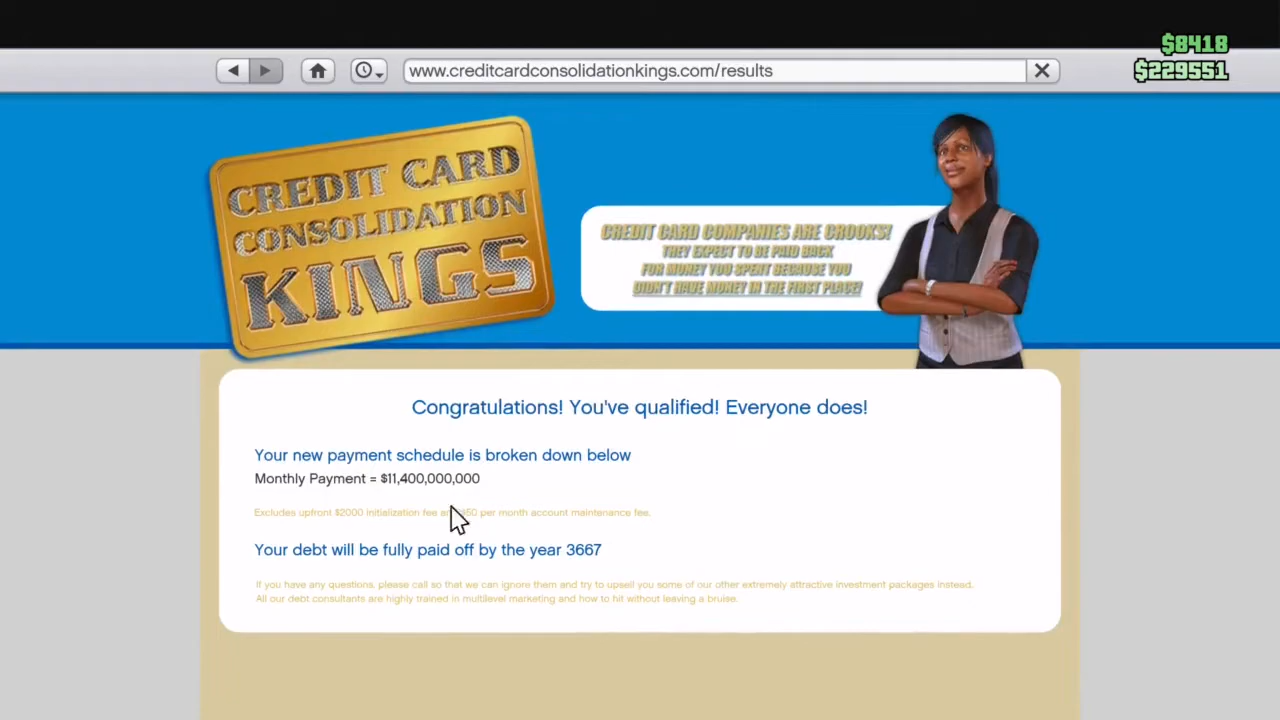 $8418
www.creditcardconsolidationkings.com/results
$229551
CREDIT CARD
CONSOLIDATION
KINGS
CREDIT CARD COMPANIES ARE CROOKS!
THEY EXPECT TO BE PAID BACK
FOR MONEY YOU SPENT BECAUSE YOU
DIDN'T HAVE MONEY IN THE FIRST PLACE!
Congratulations! You've qualified! Everyone does!
Your new payment schedule is broken down below
Monthly Payment = $11,400,000,000
Excludes upfront $2000 initialization fee per month account maintenance fee.
Your debt will be fully paid off by the year 3667
If you have any questions, please call so that we can ignore them and try to upsell you some of our other extremely attractive investment packages instead.
All our debt consultants are highly trained in multilevel marketing and how to hit without leaving a bruise.